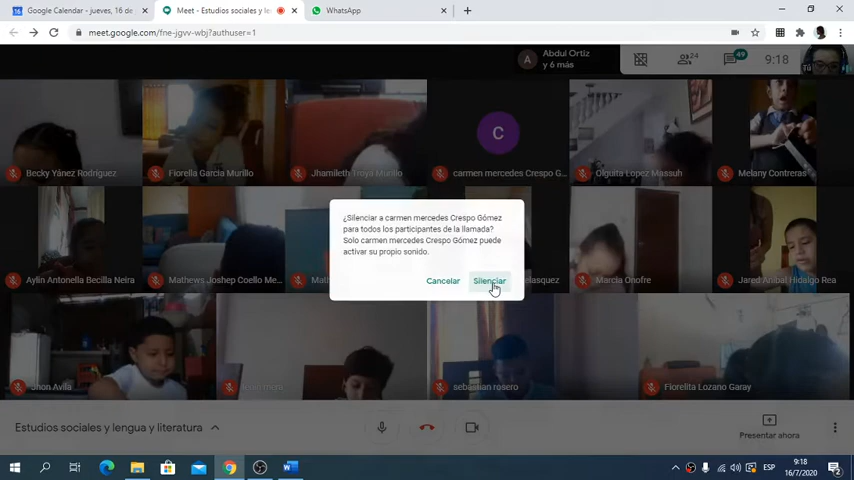 Google Calendar - jueves, 16 de
Meet - Estudios sociales y le
WhatsApp
meet.google.com/fne-jgvv-wbj?authuser=1
Abdul Ortiz
A
y 6 más
24
49
9:18
Tú
Becky Yánez Rodríguez
Fiorella Garcia Murillo
Jhamileth Troya Murillo
C
carmen mercedes Crespo G...
Olguita Lopez Massuh
Melany Contreras
¿Silenciar a carmen mercedes Crespo Gómez
para todos los participantes de la llamada?
Solo carmen mercedes Crespo Gómez puede
activar su propio sonido.
Cancelar
Silenciar
Aylin Antonella Becilla Neira
Mathews Joshep Coello Me...
Marcia Onofre
Jared Anibal Hidalgo Rea
Jhon Avila
sebastian rosero
Fiorelita Lozano Garay
Estudios sociales y lengua y literatura
Presentar ahora
ESP
9:18
16/7/2020
2